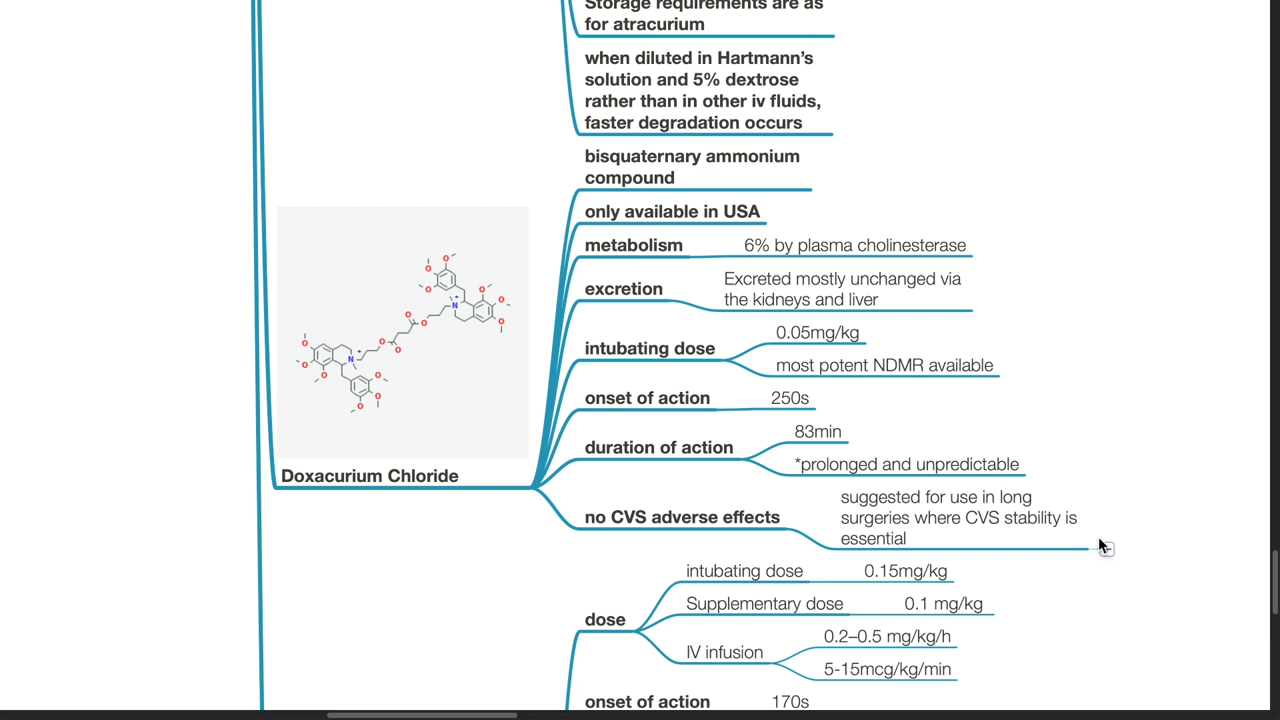 Storage requirements are as
for atracurium
when diluted in Hartmann’s
solution and 5% dextrose
rather than in other iv fluids,
faster degradation occurs
bisquaternary ammonium
compound
only available in USA
metabolism
6% by plasma cholinesterase
excretion
Excreted mostly unchanged via
the kidneys and liver
intubating dose
0.05mg/kg
most potent NDMR available
onset of action
250s
duration of action
83min
*prolonged and unpredictable
Doxacurium Chloride
no CVS adverse effects
suggested for use in long
surgeries where CVS stability is
essential
dose
intubating dose
0.15mg/kg
Supplementary dose
0.1 mg/kg
IV infusion
0.2–0.5 mg/kg/h
5-15mcg/kg/min
onset of action
170s